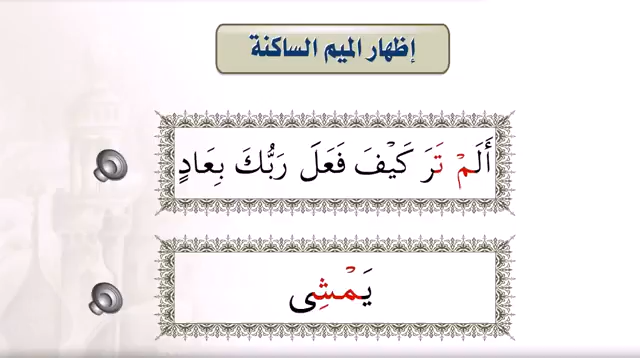 إظهار الميم الساكنة
أَلَمْ تَرَ كَيْفَ فَعَلَ رَبُّكَ بِعَادٍ
يَمْشِى